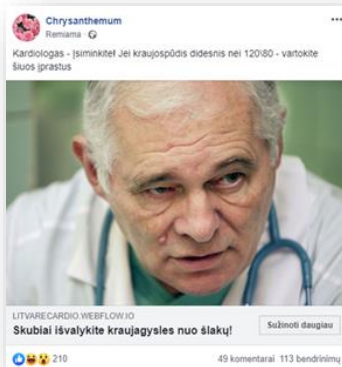 Chrysanthemum
Remiama ·
Kardiologas - Įsiminkite! Jei kraujospūdis didesnis nei 120\80 - vartokite
šiuos įprastus
LITVARECARDIO.WEBFLOW.IO
Skubiai išvalykite kraujagysles nuo šlakų!
Sužinoti daugiau
210
49 komentarai 113 bendrinimų